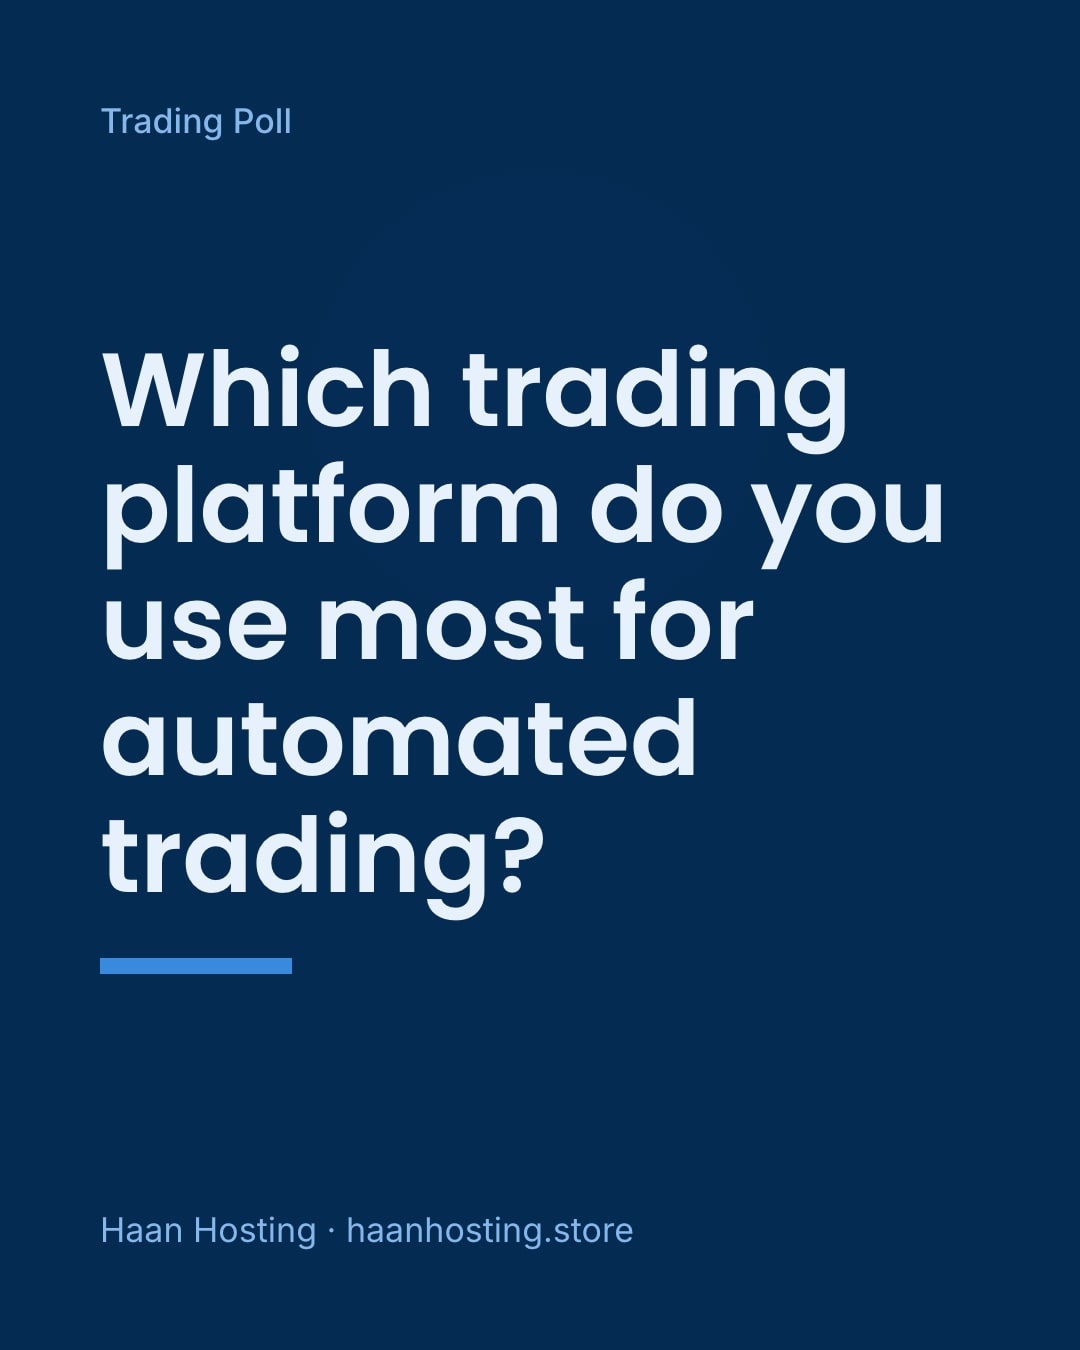 Trading Poll
Which trading
platform do you
use most for
automated
trading?
Haan Hosting · haanhosting.store